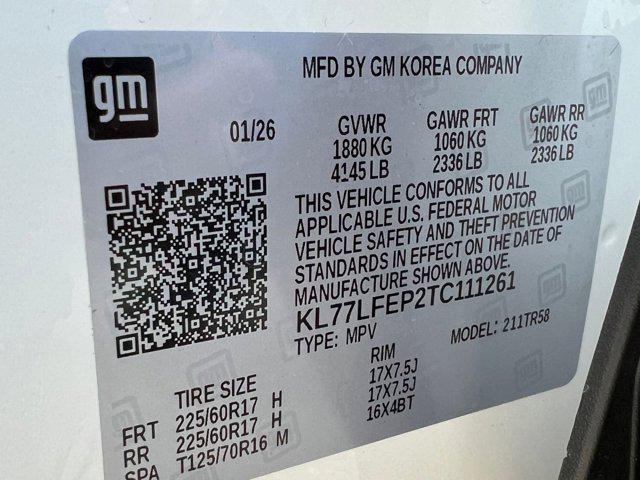 gm
MFD BY GM KOREA COMPANY
01/26
GVWR GAWR FRT GAWR RR
1880 KG 1060 KG 1060 KG
4145 LB 2336 LB 2336 LB
THIS VEHICLE CONFORMS TO ALL
APPLICABLE U.S. FEDERAL MOTOR
VEHICLE SAFETY AND THEFT PREVENTION
STANDARDS IN EFFECT ON THE DATE OF
MANUFACTURE SHOWN ABOVE.
KL77LFEP2TC111261
TYPE: MPV MODEL: 211TR58
TIRE SIZE RIM
FRT 225/60R17 H 17X7.5J
RR 225/60R17 H 17X7.5J
SPA T125/70R16 M 16X4BT